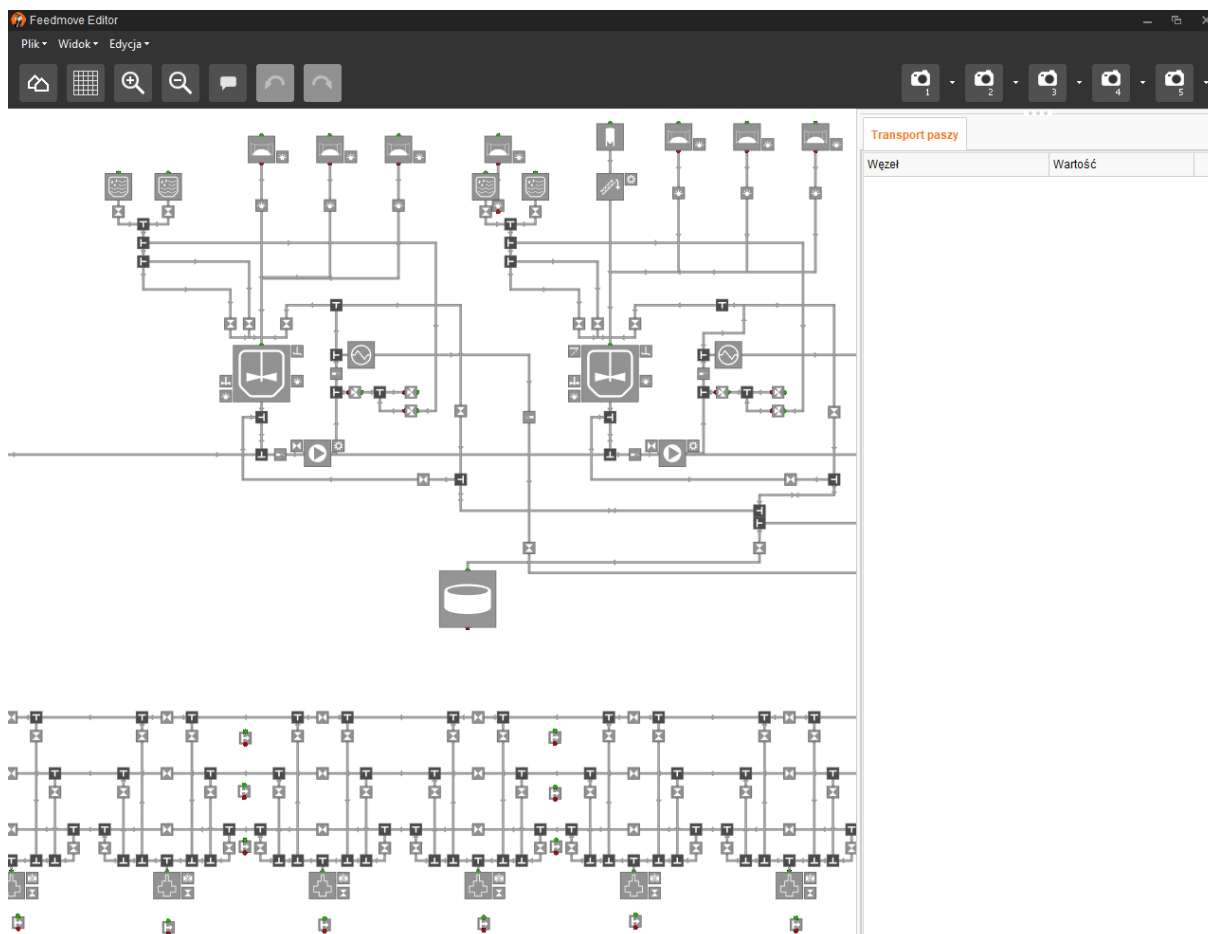 Feedmove Editor
Plik Widok Edycja
1 2 3 4 5
Transport paszy
Węzeł Wartość